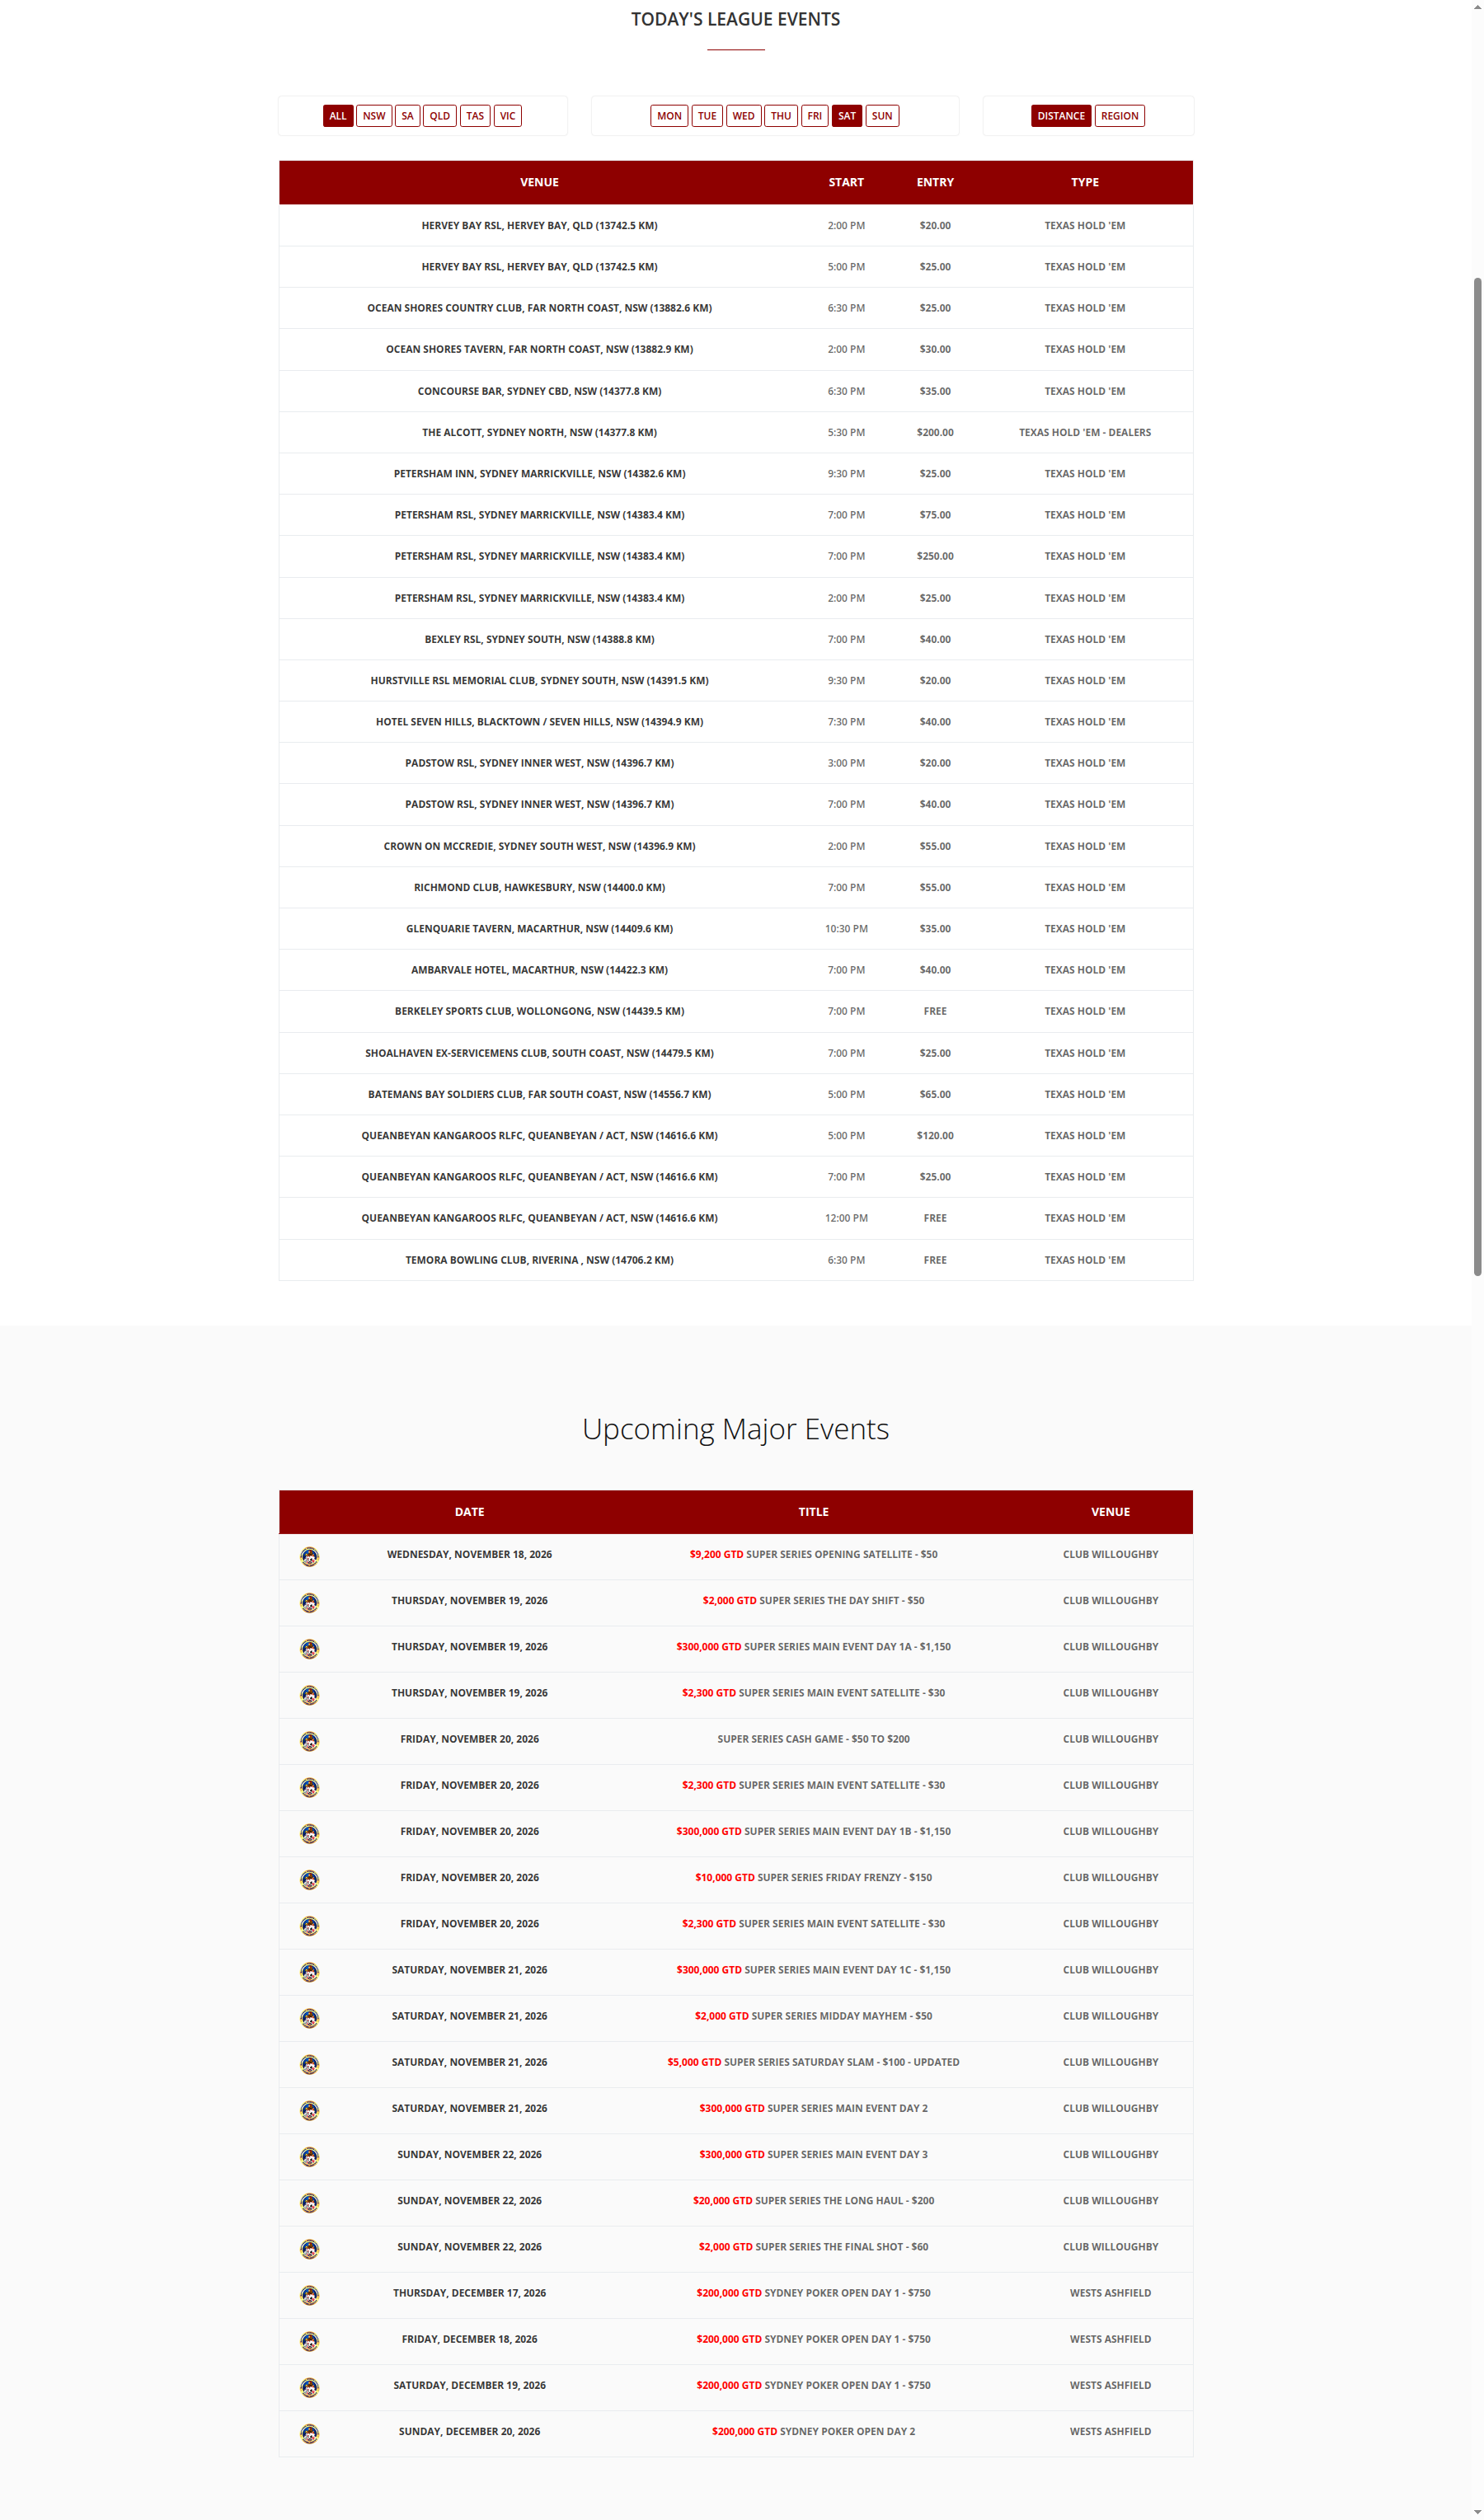 TODAY'S LEAGUE EVENTS
ALL NSW SA QLD TAS VIC MON TUE WED THU FRI SAT SUN DISTANCE REGION
VENUE START ENTRY TYPE
HERVEY BAY RSL, HERVEY BAY, QLD (13742.5 KM) 2:00 PM $20.00 TEXAS HOLD 'EM
HERVEY BAY RSL, HERVEY BAY, QLD (13742.5 KM) 5:00 PM $25.00 TEXAS HOLD 'EM
OCEAN SHORES COUNTRY CLUB, FAR NORTH COAST, NSW (13882.6 KM) 6:30 PM $25.00 TEXAS HOLD 'EM
OCEAN SHORES TAVERN, FAR NORTH COAST, NSW (13882.9 KM) 2:00 PM $30.00 TEXAS HOLD 'EM
CONCOURSE BAR, SYDNEY CBD, NSW (14377.8 KM) 6:30 PM $35.00 TEXAS HOLD 'EM
THE ALCOTT, SYDNEY NORTH, NSW (14377.8 KM) 5:30 PM $200.00 TEXAS HOLD 'EM - DEALERS
PETERSHAM INN, SYDNEY MARRICKVILLE, NSW (14382.6 KM) 9:30 PM $25.00 TEXAS HOLD 'EM
PETERSHAM RSL, SYDNEY MARRICKVILLE, NSW (14383.4 KM) 7:00 PM $75.00 TEXAS HOLD 'EM
PETERSHAM RSL, SYDNEY MARRICKVILLE, NSW (14383.4 KM) 7:00 PM $250.00 TEXAS HOLD 'EM
PETERSHAM RSL, SYDNEY MARRICKVILLE, NSW (14383.4 KM) 2:00 PM $25.00 TEXAS HOLD 'EM
BEXLEY RSL, SYDNEY SOUTH, NSW (14388.8 KM) 7:00 PM $40.00 TEXAS HOLD 'EM
HURSTVILLE RSL MEMORIAL CLUB, SYDNEY SOUTH, NSW (14391.5 KM) 9:30 PM $20.00 TEXAS HOLD 'EM
HOTEL SEVEN HILLS, BLACKTOWN / SEVEN HILLS, NSW (14394.9 KM) 7:30 PM $40.00 TEXAS HOLD 'EM
PADSTOW RSL, SYDNEY INNER WEST, NSW (14396.7 KM) 3:00 PM $20.00 TEXAS HOLD 'EM
PADSTOW RSL, SYDNEY INNER WEST, NSW (14396.7 KM) 7:00 PM $40.00 TEXAS HOLD 'EM
CROWN ON MCCREDIE, SYDNEY SOUTH WEST, NSW (14396.9 KM) 2:00 PM $55.00 TEXAS HOLD 'EM
RICHMOND CLUB, HAWKESBURY, NSW (14400.0 KM) 7:00 PM $55.00 TEXAS HOLD 'EM
GLENQUARIE TAVERN, MACARTHUR, NSW (14409.6 KM) 10:30 PM $35.00 TEXAS HOLD 'EM
AMBARVALE HOTEL, MACARTHUR, NSW (14422.3 KM) 7:00 PM $40.00 TEXAS HOLD 'EM
BERKELEY SPORTS CLUB, WOLLONGONG, NSW (14439.5 KM) 7:00 PM FREE TEXAS HOLD 'EM
SHOALHAVEN EX-SERVICEMENS CLUB, SOUTH COAST, NSW (14479.5 KM) 7:00 PM $25.00 TEXAS HOLD 'EM
BATEMANS BAY SOLDIERS CLUB, FAR SOUTH COAST, NSW (14556.7 KM) 5:00 PM $65.00 TEXAS HOLD 'EM
QUEANBEYAN KANGAROOS RLFC, QUEANBEYAN / ACT, NSW (14616.6 KM) 5:00 PM $120.00 TEXAS HOLD 'EM
QUEANBEYAN KANGAROOS RLFC, QUEANBEYAN / ACT, NSW (14616.6 KM) 7:00 PM $25.00 TEXAS HOLD 'EM
QUEANBEYAN KANGAROOS RLFC, QUEANBEYAN / ACT, NSW (14616.6 KM) 12:00 PM FREE TEXAS HOLD 'EM
TEMORA BOWLING CLUB, RIVERINA , NSW (14706.2 KM) 6:30 PM FREE TEXAS HOLD 'EM
Upcoming Major Events
DATE TITLE VENUE
WEDNESDAY, NOVEMBER 18, 2026 $9,200 GTD SUPER SERIES OPENING SATELLITE - $50 CLUB WILLOUGHBY
THURSDAY, NOVEMBER 19, 2026 $2,000 GTD SUPER SERIES THE DAY SHIFT - $50 CLUB WILLOUGHBY
THURSDAY, NOVEMBER 19, 2026 $300,000 GTD SUPER SERIES MAIN EVENT DAY 1A - $1,150 CLUB WILLOUGHBY
THURSDAY, NOVEMBER 19, 2026 $2,300 GTD SUPER SERIES MAIN EVENT SATELLITE - $30 CLUB WILLOUGHBY
FRIDAY, NOVEMBER 20, 2026 SUPER SERIES CASH GAME - $50 TO $200 CLUB WILLOUGHBY
FRIDAY, NOVEMBER 20, 2026 $2,300 GTD SUPER SERIES MAIN EVENT SATELLITE - $30 CLUB WILLOUGHBY
FRIDAY, NOVEMBER 20, 2026 $300,000 GTD SUPER SERIES MAIN EVENT DAY 1B - $1,150 CLUB WILLOUGHBY
FRIDAY, NOVEMBER 20, 2026 $10,000 GTD SUPER SERIES FRIDAY FRENZY - $150 CLUB WILLOUGHBY
FRIDAY, NOVEMBER 20, 2026 $2,300 GTD SUPER SERIES MAIN EVENT SATELLITE - $30 CLUB WILLOUGHBY
SATURDAY, NOVEMBER 21, 2026 $300,000 GTD SUPER SERIES MAIN EVENT DAY 1C - $1,150 CLUB WILLOUGHBY
SATURDAY, NOVEMBER 21, 2026 $2,000 GTD SUPER SERIES MIDDAY MAYHEM - $50 CLUB WILLOUGHBY
SATURDAY, NOVEMBER 21, 2026 $5,000 GTD SUPER SERIES SATURDAY SLAM - $100 - UPDATED CLUB WILLOUGHBY
SATURDAY, NOVEMBER 21, 2026 $300,000 GTD SUPER SERIES MAIN EVENT DAY 2 CLUB WILLOUGHBY
SUNDAY, NOVEMBER 22, 2026 $300,000 GTD SUPER SERIES MAIN EVENT DAY 3 CLUB WILLOUGHBY
SUNDAY, NOVEMBER 22, 2026 $20,000 GTD SUPER SERIES THE LONG HAUL - $200 CLUB WILLOUGHBY
SUNDAY, NOVEMBER 22, 2026 $2,000 GTD SUPER SERIES THE FINAL SHOT - $60 CLUB WILLOUGHBY
THURSDAY, DECEMBER 17, 2026 $200,000 GTD SYDNEY POKER OPEN DAY 1 - $750 WESTS ASHFIELD
FRIDAY, DECEMBER 18, 2026 $200,000 GTD SYDNEY POKER OPEN DAY 1 - $750 WESTS ASHFIELD
SATURDAY, DECEMBER 19, 2026 $200,000 GTD SYDNEY POKER OPEN DAY 1 - $750 WESTS ASHFIELD
SUNDAY, DECEMBER 20, 2026 $200,000 GTD SYDNEY POKER OPEN DAY 2 WESTS ASHFIELD